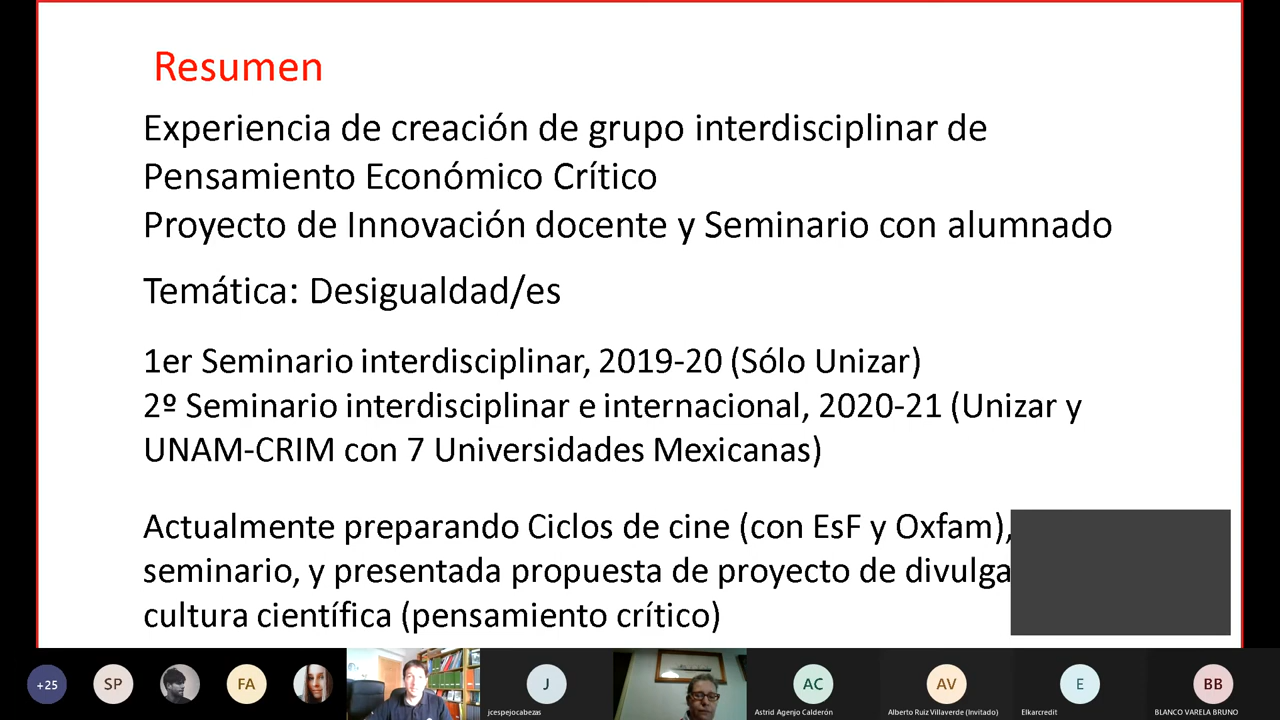 Resumen
Experiencia de creación de grupo interdisciplinar de
Pensamiento Económico Crítico
Proyecto de Innovación docente y Seminario con alumnado
Temática: Desigualdad/es
1er Seminario interdisciplinar, 2019-20 (Sólo Unizar)
2º Seminario interdisciplinar e internacional, 2020-21 (Unizar y
UNAM-CRIM con 7 Universidades Mexicanas)
Actualmente preparando Ciclos de cine (con EsF y Oxfam),
seminario, y presentada propuesta de proyecto de divulga
cultura científica (pensamiento crítico)
+25
SP
FA
J
AC
AV
E
BB
jcespejocabezas
Astrid Agenjo Calderón
Alberto Ruiz Villaverde (Invitado)
Elkarcredit
BLANCO VARELA BRUNO